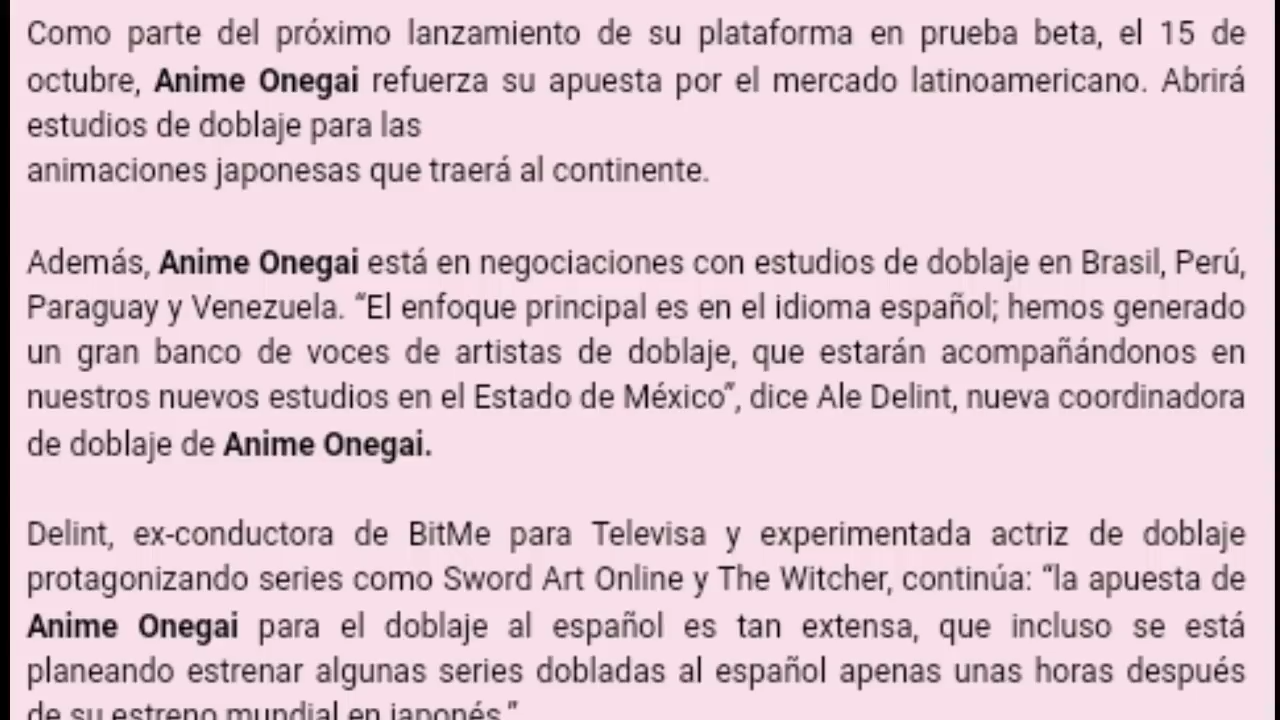 Como parte del próximo lanzamiento de su plataforma en prueba beta, el 15 de
octubre, Anime Onegai refuerza su apuesta por el mercado latinoamericano. Abrirá
estudios de doblaje para las
animaciones japonesas que traerá al continente.
Además, Anime Onegai está en negociaciones con estudios de doblaje en Brasil, Perú,
Paraguay y Venezuela. “El enfoque principal es en el idioma español; hemos generado
un gran banco de voces de artistas de doblaje, que estarán acompañándonos en
nuestros nuevos estudios en el Estado de México”, dice Ale Delint, nueva coordinadora
de doblaje de Anime Onegai.
Delint, ex-conductora de BitMe para Televisa y experimentada actriz de doblaje
protagonizando series como Sword Art Online y The Witcher, continúa: “la apuesta de
Anime Onegai para el doblaje al español es tan extensa, que incluso se está
planeando estrenar algunas series dobladas al español apenas unas horas después
de su estreno mundial en japonés.”